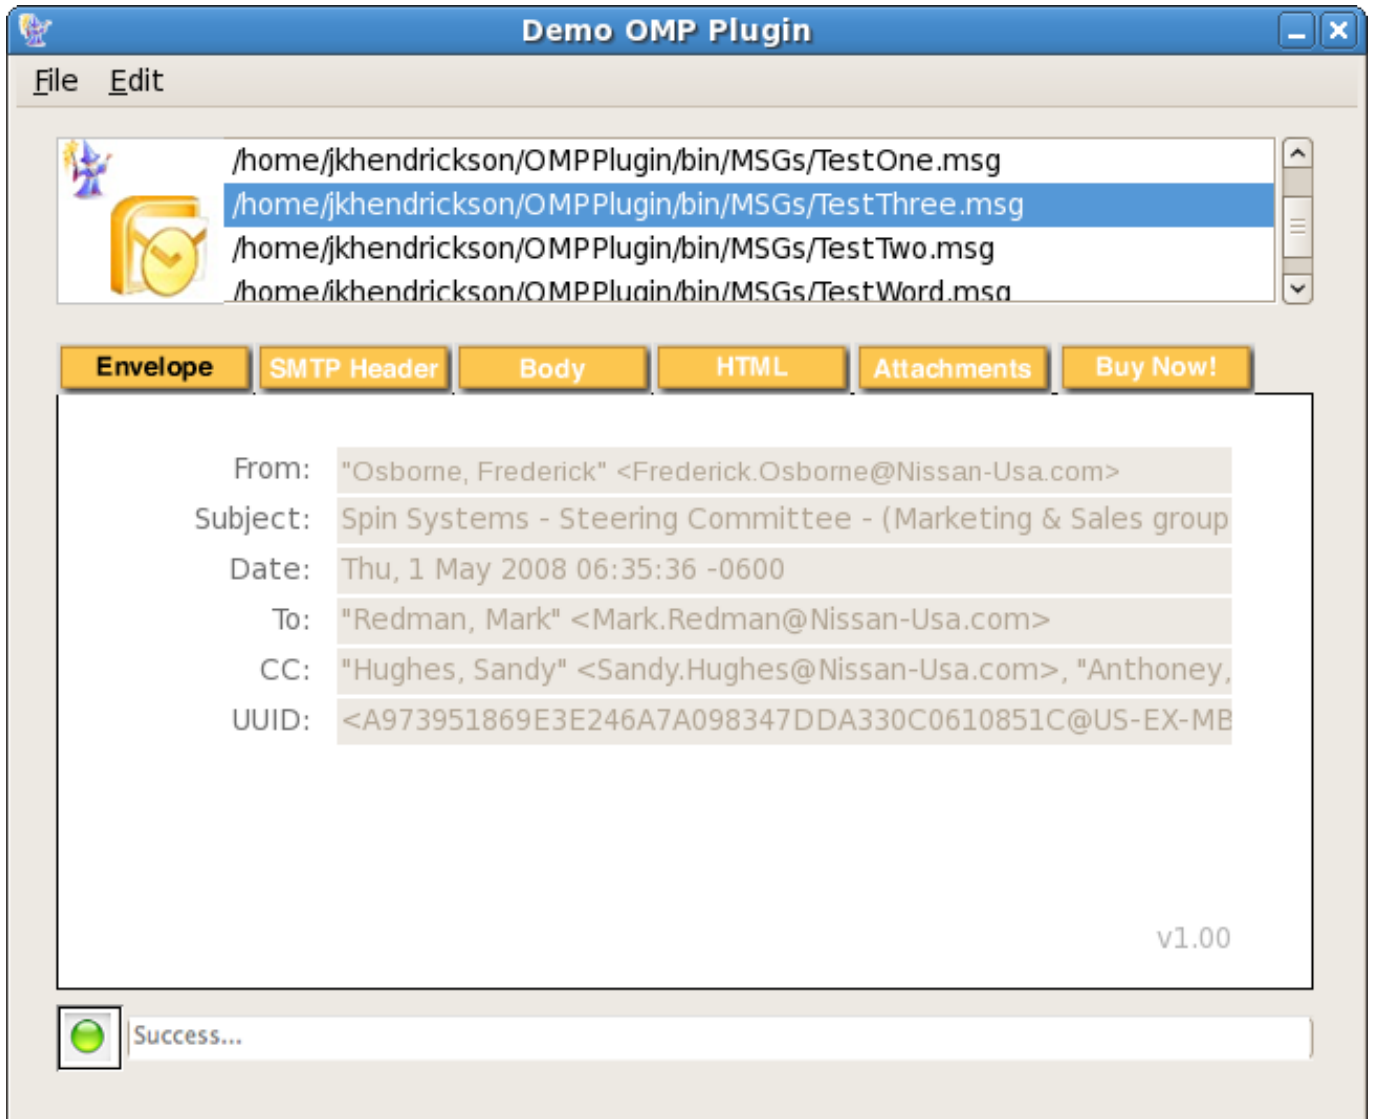 Demo OMP Plugin
File Edit
/home/jkhendrickson/OMPPlugin/bin/MSGs/TestOne.msg
/home/jkhendrickson/OMPPlugin/bin/MSGs/TestThree.msg
/home/jkhendrickson/OMPPlugin/bin/MSGs/TestTwo.msg
/home/jkhendrickson/OMPPlugin/bin/MSGs/TestWord.msg
Envelope SMTP Header Body HTML Attachments Buy Now!
From: "Osborne, Frederick" <Frederick.Osborne@Nissan-Usa.com>
Subject: Spin Systems - Steering Committee - (Marketing & Sales group
Date: Thu, 1 May 2008 06:35:36 -0600
To: "Redman, Mark" <Mark.Redman@Nissan-Usa.com>
CC: "Hughes, Sandy" <Sandy.Hughes@Nissan-Usa.com>, "Anthoney,
UUID: <A973951869E3E246A7A098347DDA330C0610851C@US-EX-MB
v1.00
Success...